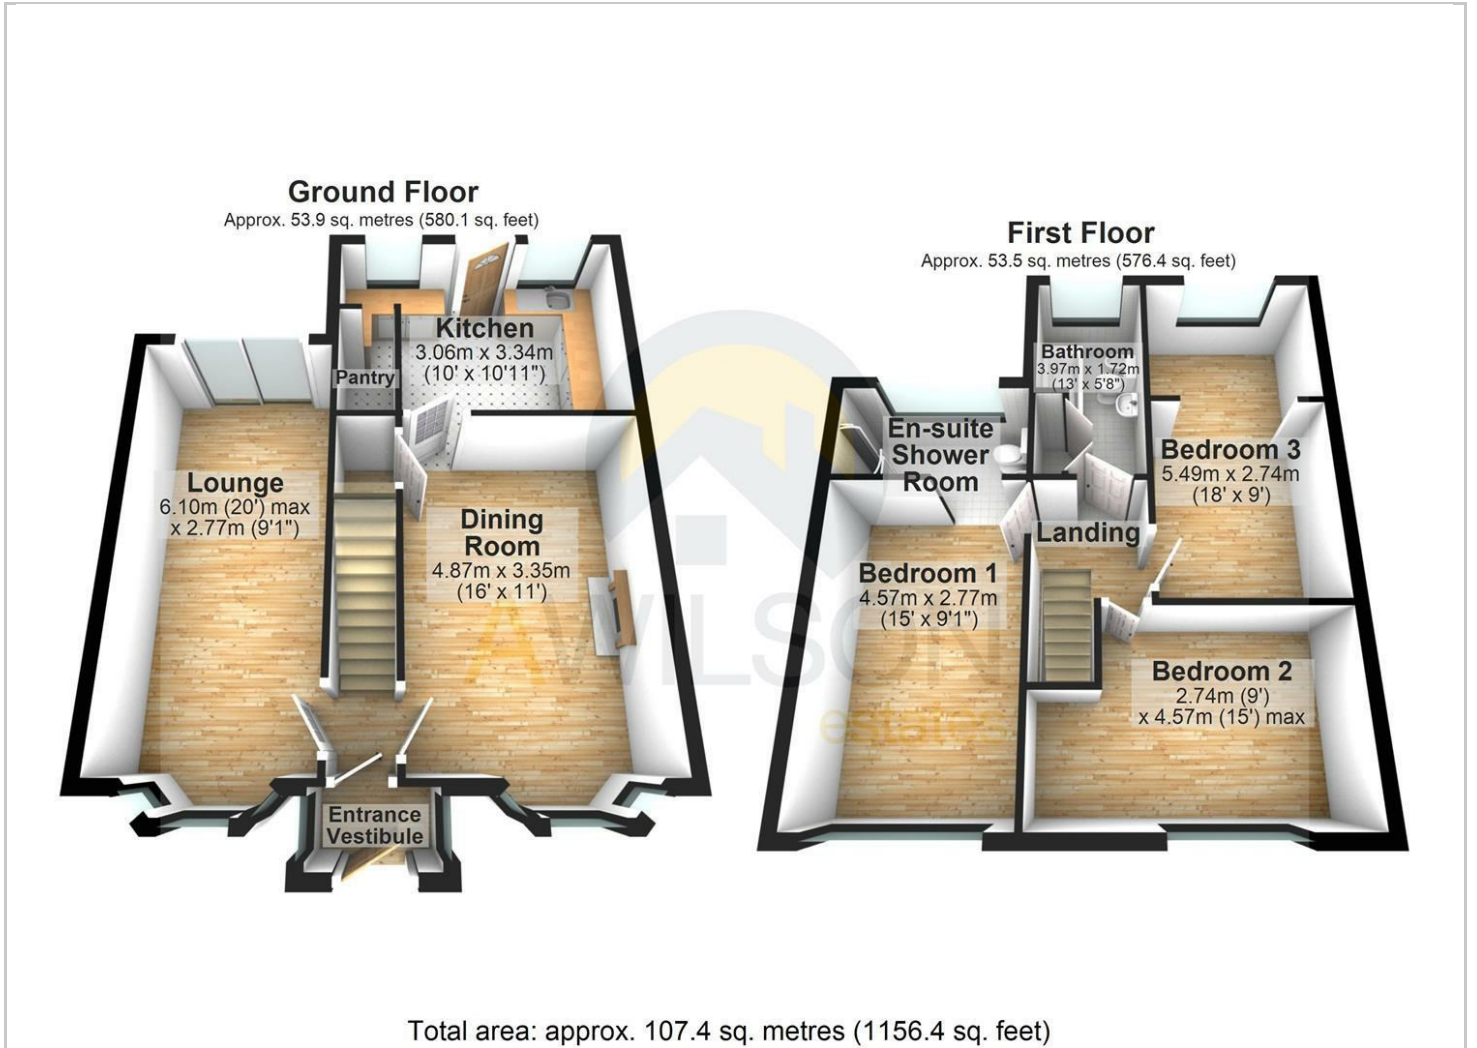 Ground Floor
Approx. 53.9 sq. metres (580.1 sq. feet)
Kitchen
3.06m x 3.34m
(10' x 10'11")
Pantry
Lounge
6.10m (20') max
x 2.77m (9'1")
Dining
Room
4.87m x 3.35m
(16' x 11')
Entrance
Vestibule
First Floor
Approx. 53.5 sq. metres (576.4 sq. feet)
Bathroom
3.97m x 1.72m
(13' x 5'8")
En-suite
Shower
Room
Bedroom 3
5.49m x 2.74m
(18' x 9')
Landing
Bedroom 1
4.57m x 2.77m
(15' x 9'1")
Bedroom 2
2.74m (9')
x 4.57m (15') max
AWILSON
estates
Total area: approx. 107.4 sq. metres (1156.4 sq. feet)